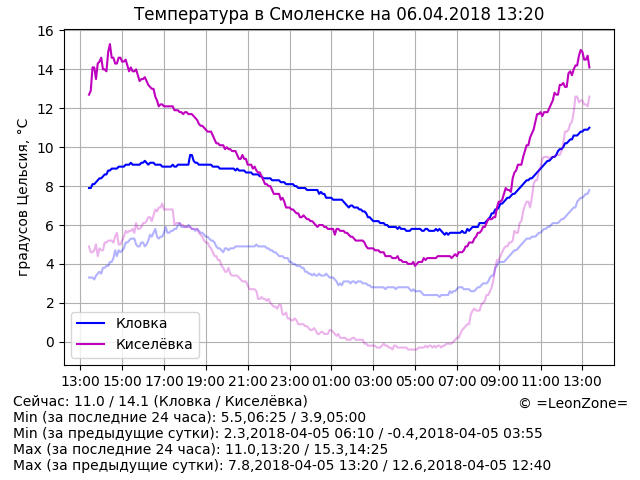 Температура в Смоленске на 06.04.2018 13:20
градусов Цельсия, °C
16
14
12
10
8
6
4
2
0
Кловка
Киселёвка
13:00 15:00 17:00 19:00 21:00 23:00 01:00 03:00 05:00 07:00 09:00 11:00 13:00
Сейчас: 11.0 / 14.1 (Кловка / Киселёвка)
© =LeonZone=
Min (за последние 24 часа): 5.5,06:25 / 3.9,05:00
Min (за предыдущие сутки): 2.3,2018-04-05 06:10 / -0.4,2018-04-05 03:55
Max (за последние 24 часа): 11.0,13:20 / 15.3,14:25
Max (за предыдущие сутки): 7.8,2018-04-05 13:20 / 12.6,2018-04-05 12:40